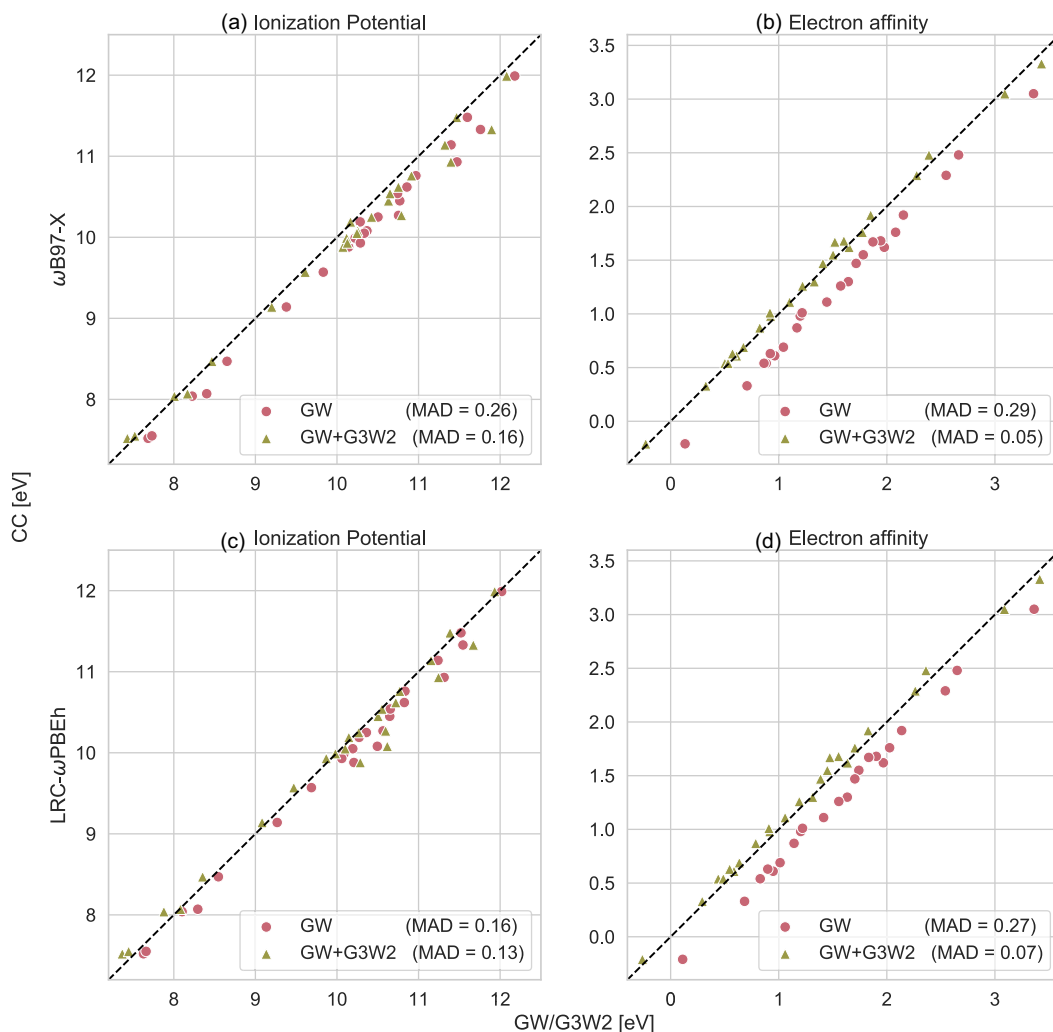 (a) Ionization Potential
(b) Electron affinity
12
11
10
9
8
ωB97-X
3.5
3.0
2.5
2.0
1.5
1.0
0.5
0.0
GW (MAD = 0.26)
GW+G3W2 (MAD = 0.16)
GW (MAD = 0.29)
GW+G3W2 (MAD = 0.05)
8 9 10 11 12
0 1 2 3
CC [eV]
(c) Ionization Potential
(d) Electron affinity
12
11
10
9
8
LRC-ωPBEh
3.5
3.0
2.5
2.0
1.5
1.0
0.5
0.0
GW (MAD = 0.16)
GW+G3W2 (MAD = 0.13)
GW (MAD = 0.27)
GW+G3W2 (MAD = 0.07)
8 9 10 11 12
0 1 2 3
GW/G3W2 [eV]